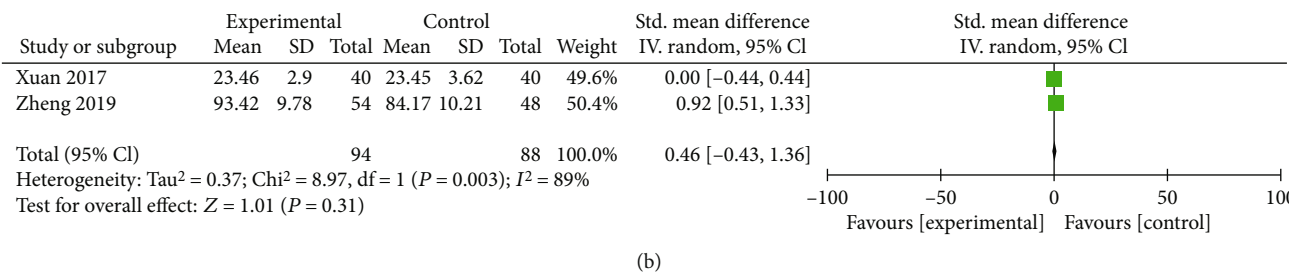 Experimental Control Std. mean difference Std. mean difference
Study or subgroup Mean SD Total Mean SD Total Weight IV. random, 95% Cl IV. random, 95% Cl
Xuan 2017 23.46 2.9 40 23.45 3.62 40 49.6% 0.00 [−0.44, 0.44]
Zheng 2019 93.42 9.78 54 84.17 10.21 48 50.4% 0.92 [0.51, 1.33]
Total (95% Cl) 94 88 100.0% 0.46 [−0.43, 1.36]
Heterogeneity: Tau² = 0.37; Chi² = 8.97, df = 1 (P = 0.003); I² = 89%
Test for overall effect: Z = 1.01 (P = 0.31)
−100 −50 0 50 100
Favours [experimental] Favours [control]
(b)